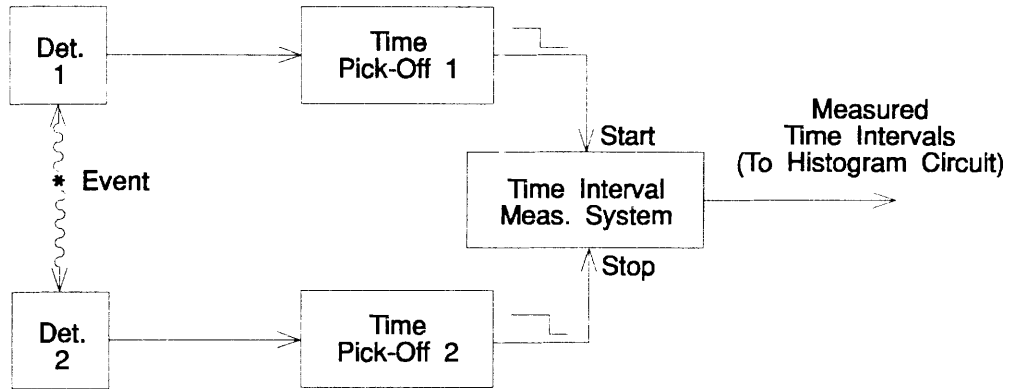 Det.
1
Time
Pick-Off 1
Start
Measured
Time Intervals
(To Histogram Circuit)
* Event
Time Interval
Meas. System
Stop
Det.
2
Time
Pick-Off 2